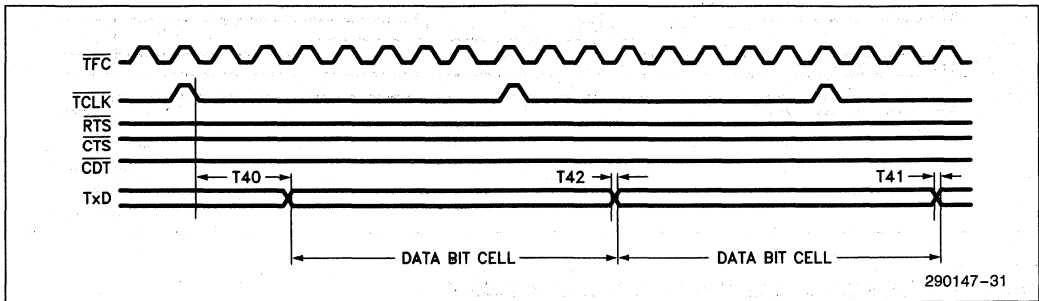 TFC
TCLK
RTS
CTS
CDT
T40 T42 T41
TxD
DATA BIT CELL DATA BIT CELL
290147-31